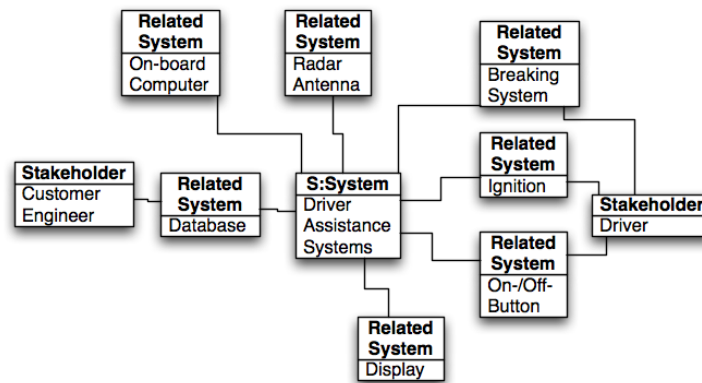 Related
System
On-board
Computer
Related
System
Radar
Antenna
Related
System
Breaking
System
Stakeholder
Customer
Engineer
Related
System
Database
S:System
Driver
Assistance
Systems
Related
System
Ignition
Stakeholder
Driver
Related
System
On-/Off-
Button
Related
System
Display